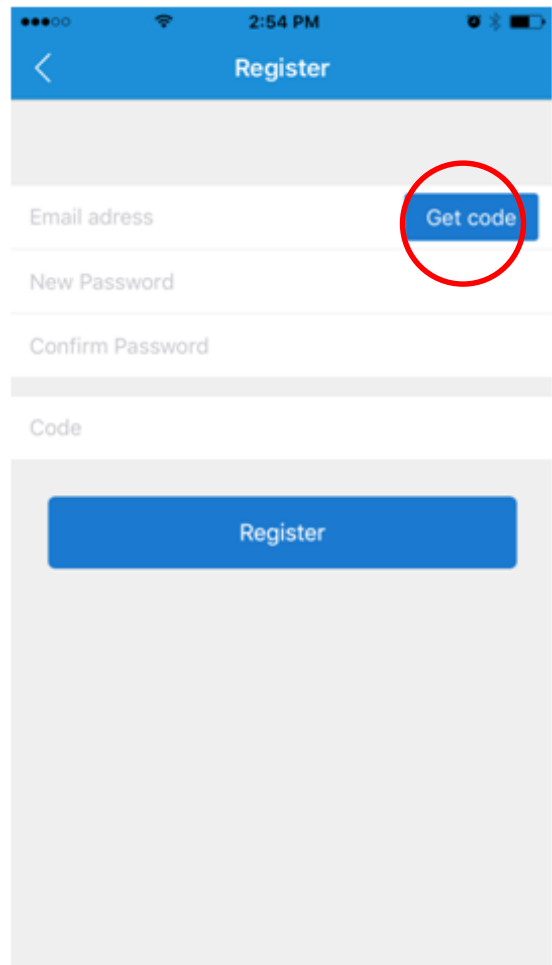 2:54 PM
Register
Email adress
Get code
New Password
Confirm Password
Code
Register